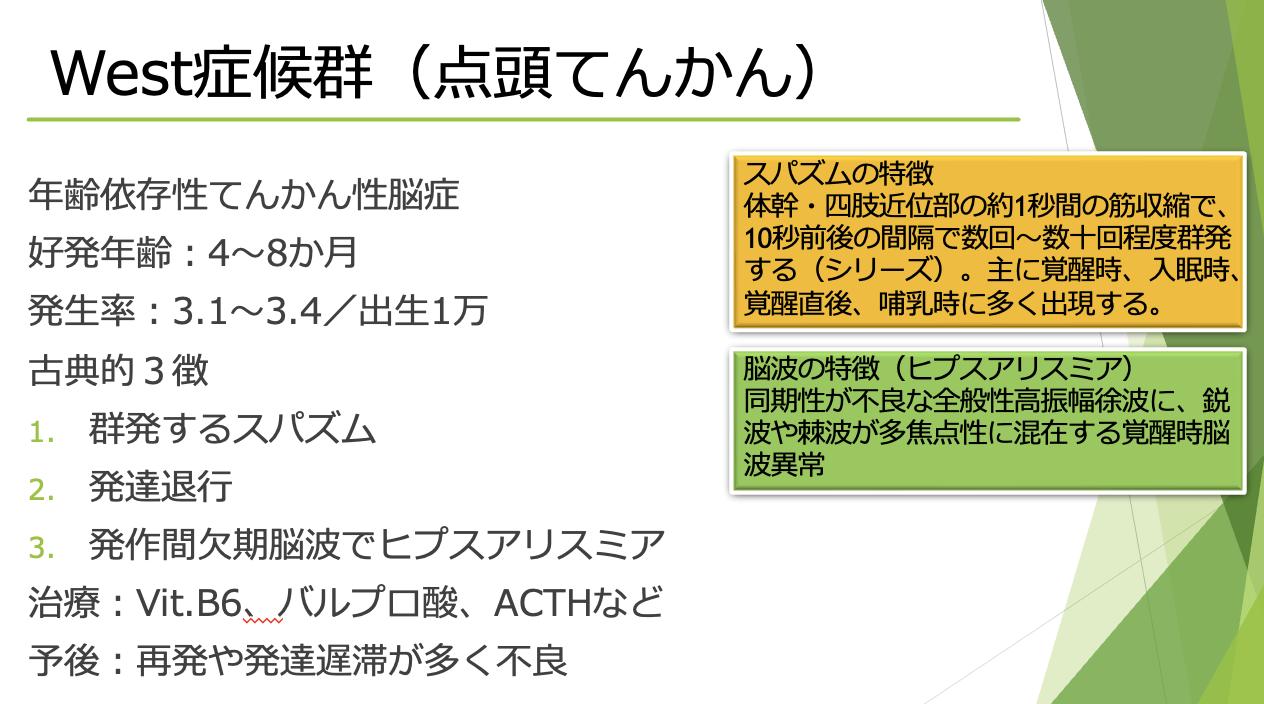 West症候群（点頭てんかん）
年齢依存性てんかん性脳症
好発年齢：4～8か月
発生率：3.1～3.4／出生1万
古典的３徴
1. 群発するスパズム
2. 発達退行
3. 発作間欠期脳波でヒプスアリスミア
治療：Vit.B6、バルプロ酸、ACTHなど
予後：再発や発達遅滞が多く不良
スパズムの特徴
体幹・四肢近位部の約1秒間の筋収縮で、
10秒前後の間隔で数回～数十回程度群発
する（シリーズ）。主に覚醒時、入眠時、
覚醒直後、哺乳時に多く出現する。
脳波の特徴（ヒプスアリスミア）
同期性が不良な全般性高振幅徐波に、鋭
波や棘波が多焦点性に混在する覚醒時脳
波異常